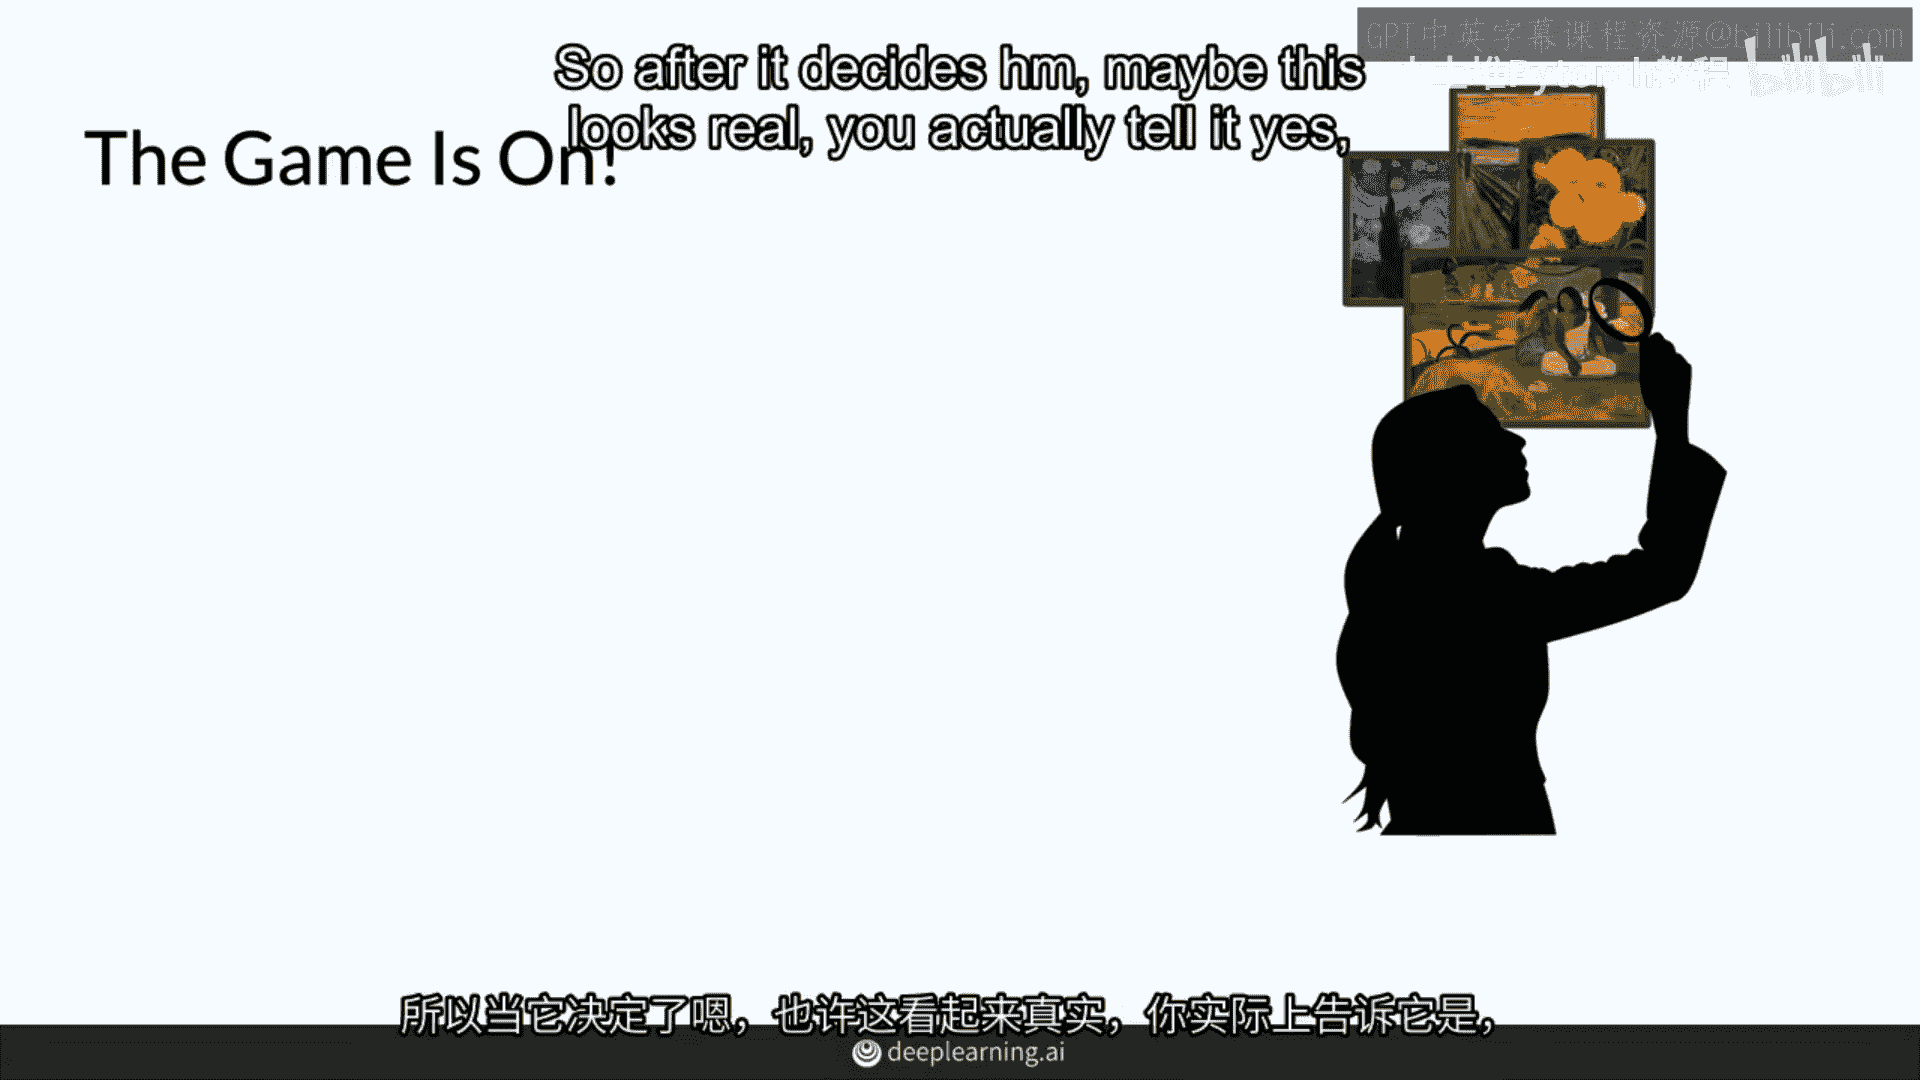 GPT中英字幕课程资源@bilibili.com
So after it decides hm, maybe this
looks real, you actually tell it yes,
The Game Is On!
所以当它决定了嗯，也许这看起来真实，你实际上告诉它是，
deeplearning.ai